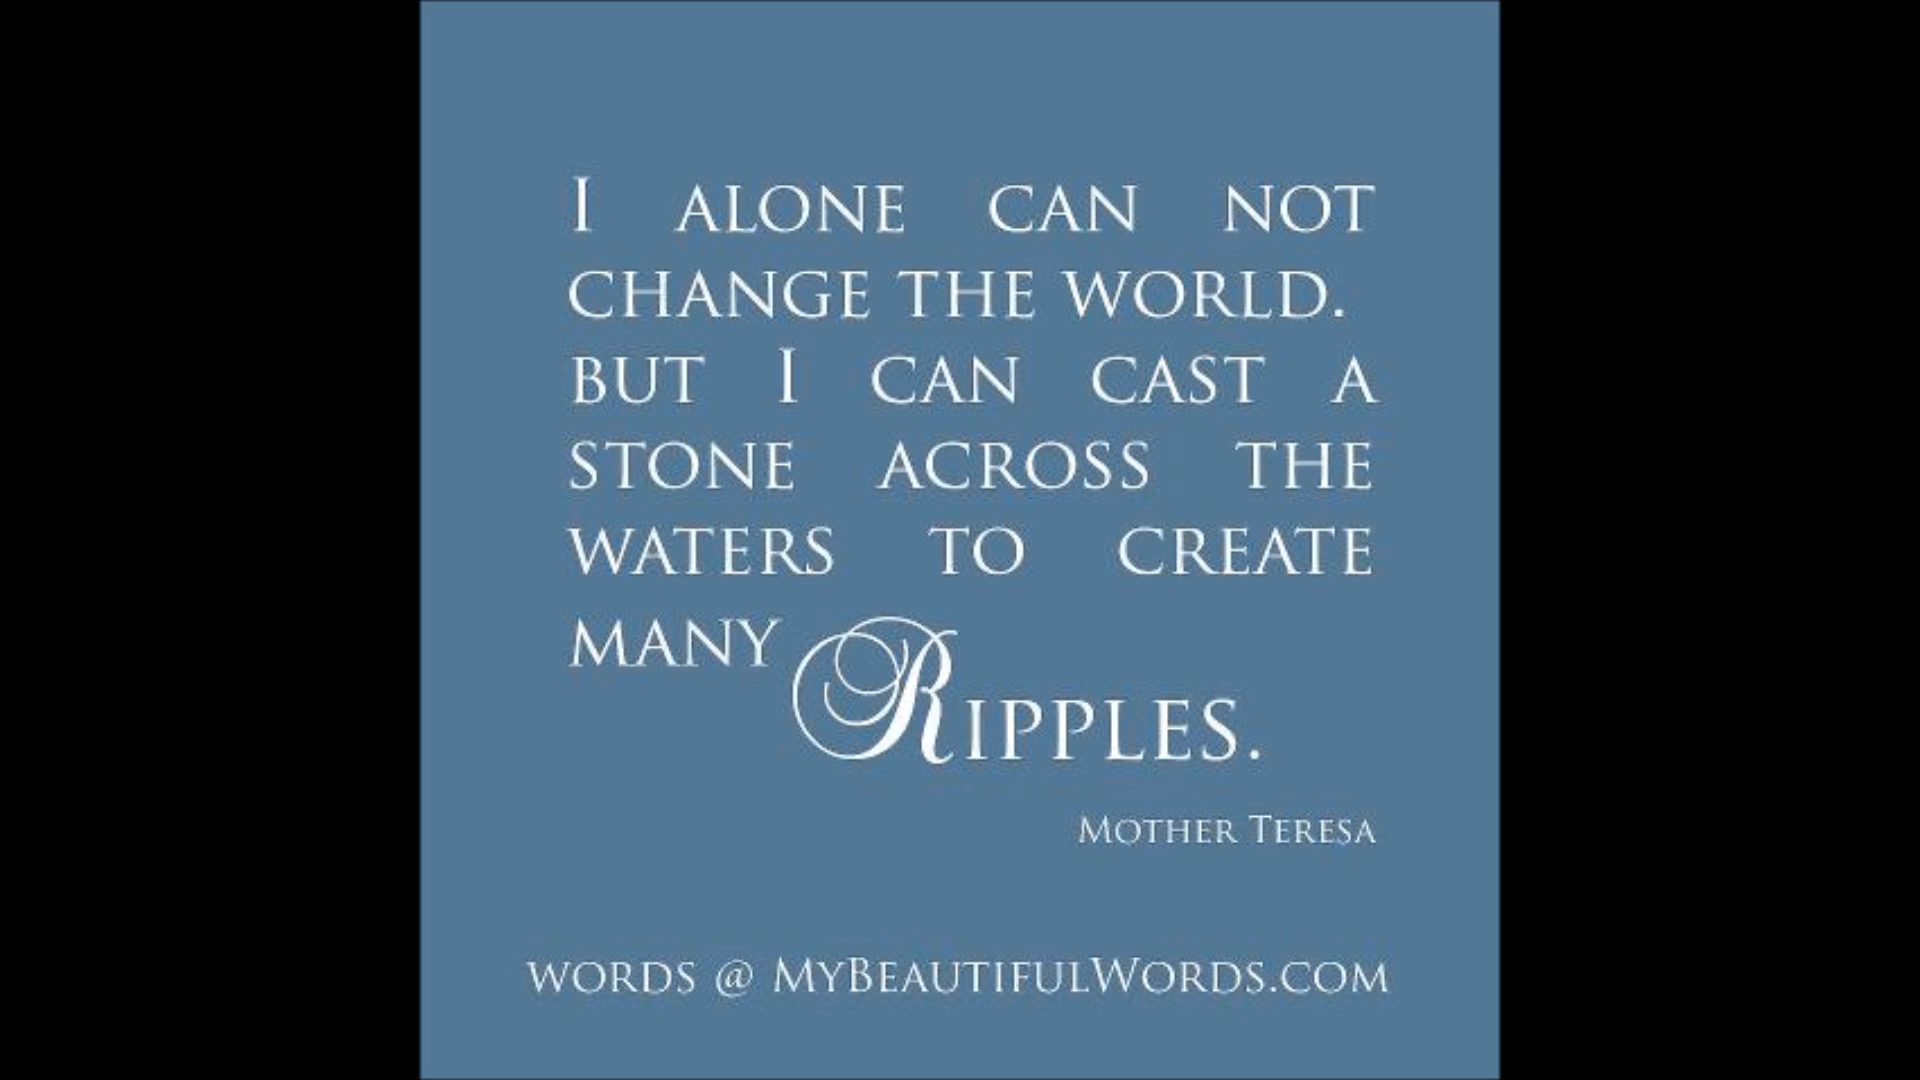 I ALONE CAN NOT
CHANGE THE WORLD.
BUT I CAN CAST A
STONE ACROSS THE
WATERS TO CREATE
MANY RIPPLES.
MOTHER TERESA
WORDS @ MYBEAUTIFULWORDS.COM